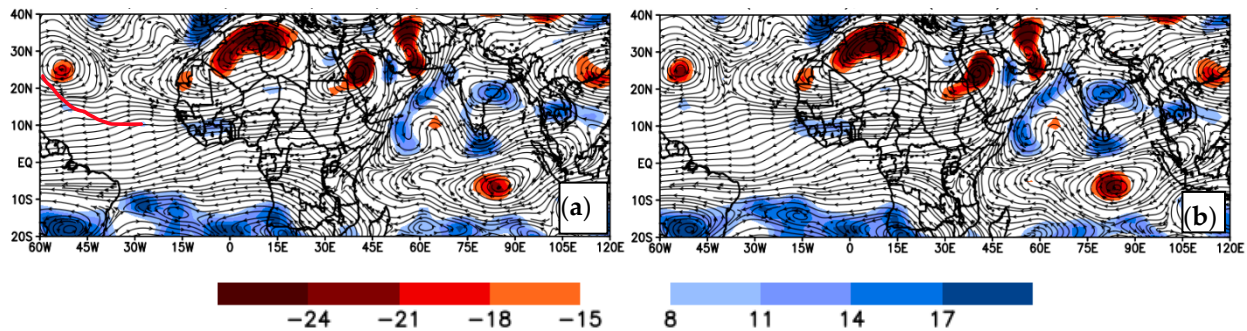 40N 40N
30N 30N
20N 20N
10N 10N
EQ EQ
10S 10S
20S 20S
(a) (b)
60W 45W 30W 15W 0 15E 30E 45E 60E 75E 90E 105E 120E 60W 45W 30W 15W 0 15E 30E 45E 60E 75E 90E 105E 120E
−24 −21 −18 −15 8 11 14 17